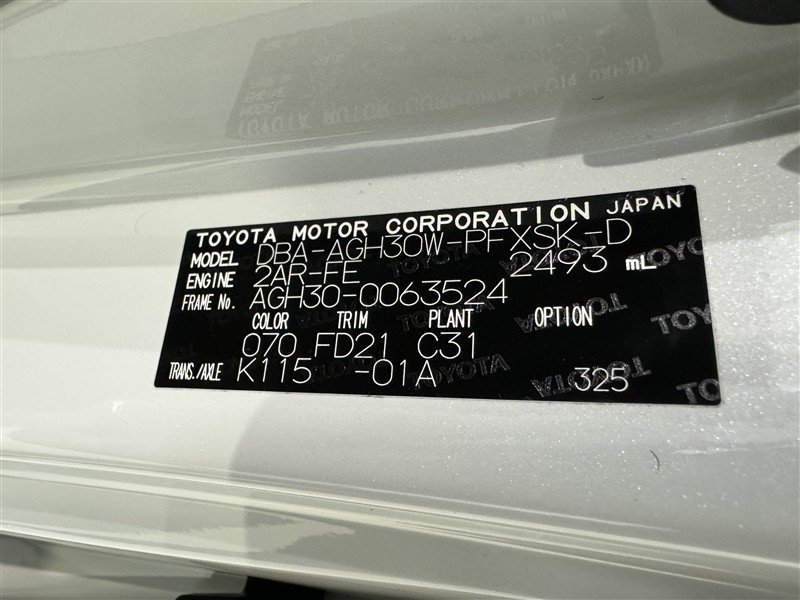 TOYOTA MOTOR CORPORATION JAPAN
MODEL DBA-AGH30W-PFXSK-D
ENGINE 2AR-FE 2493 mL
FRAME No. AGH30-0063524
COLOR TRIM PLANT OPTION
070 FD21 C31
TRANS./AXLE K115 -01A 325